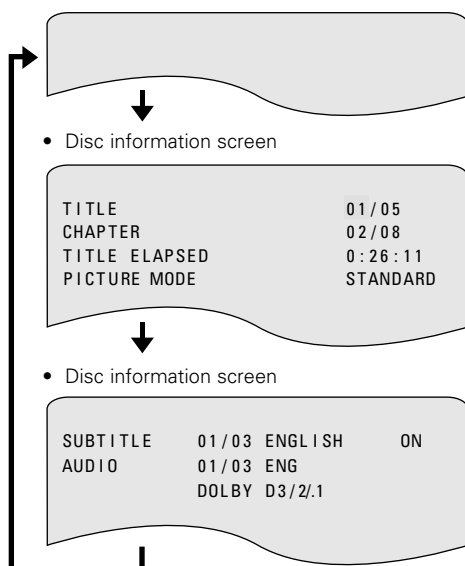 • Disc information screen
TITLE 01/05
CHAPTER 02/08
TITLE ELAPSED 0:26:11
PICTURE MODE STANDARD
• Disc information screen
SUBTITLE 01/03 ENGLISH ON
AUDIO 01/03 ENG
DOLBY D3/2/.1